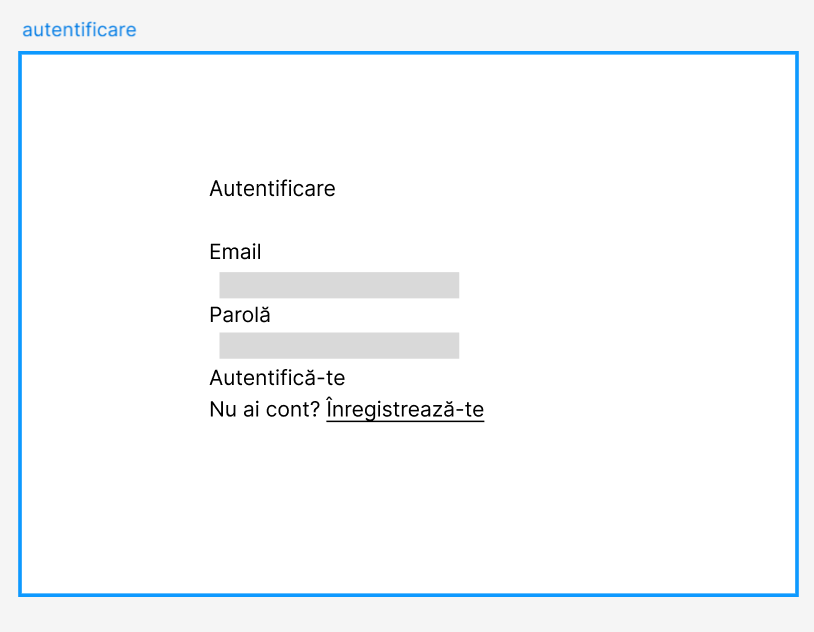 autentificare
Autentificare
Email
Parolă
Autentifică-te
Nu ai cont? Înregistrează-te